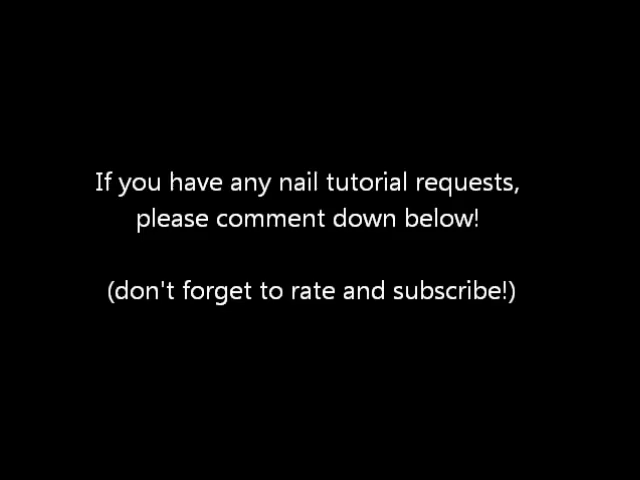 If you have any nail tutorial requests,
please comment down below!
(don't forget to rate and subscribe!)